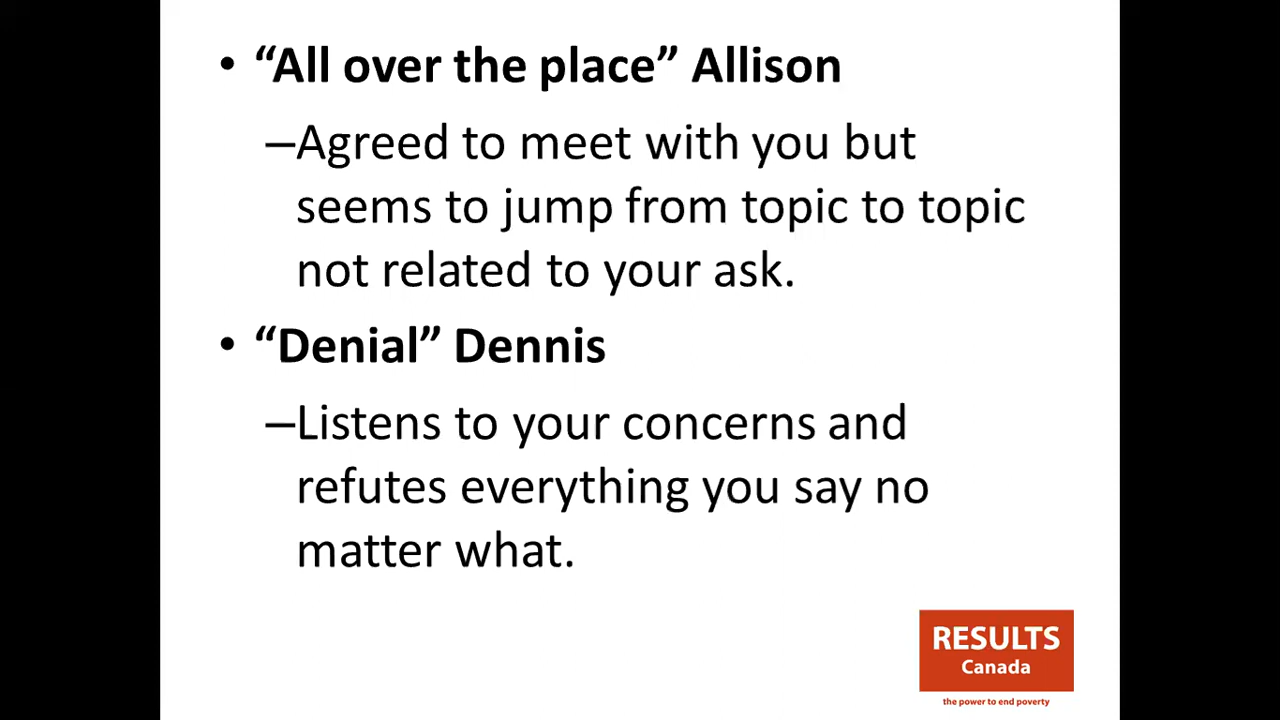 • “All over the place” Allison
–Agreed to meet with you but
seems to jump from topic to topic
not related to your ask.
• “Denial” Dennis
–Listens to your concerns and
refutes everything you say no
matter what.
RESULTS
Canada
the power to end poverty